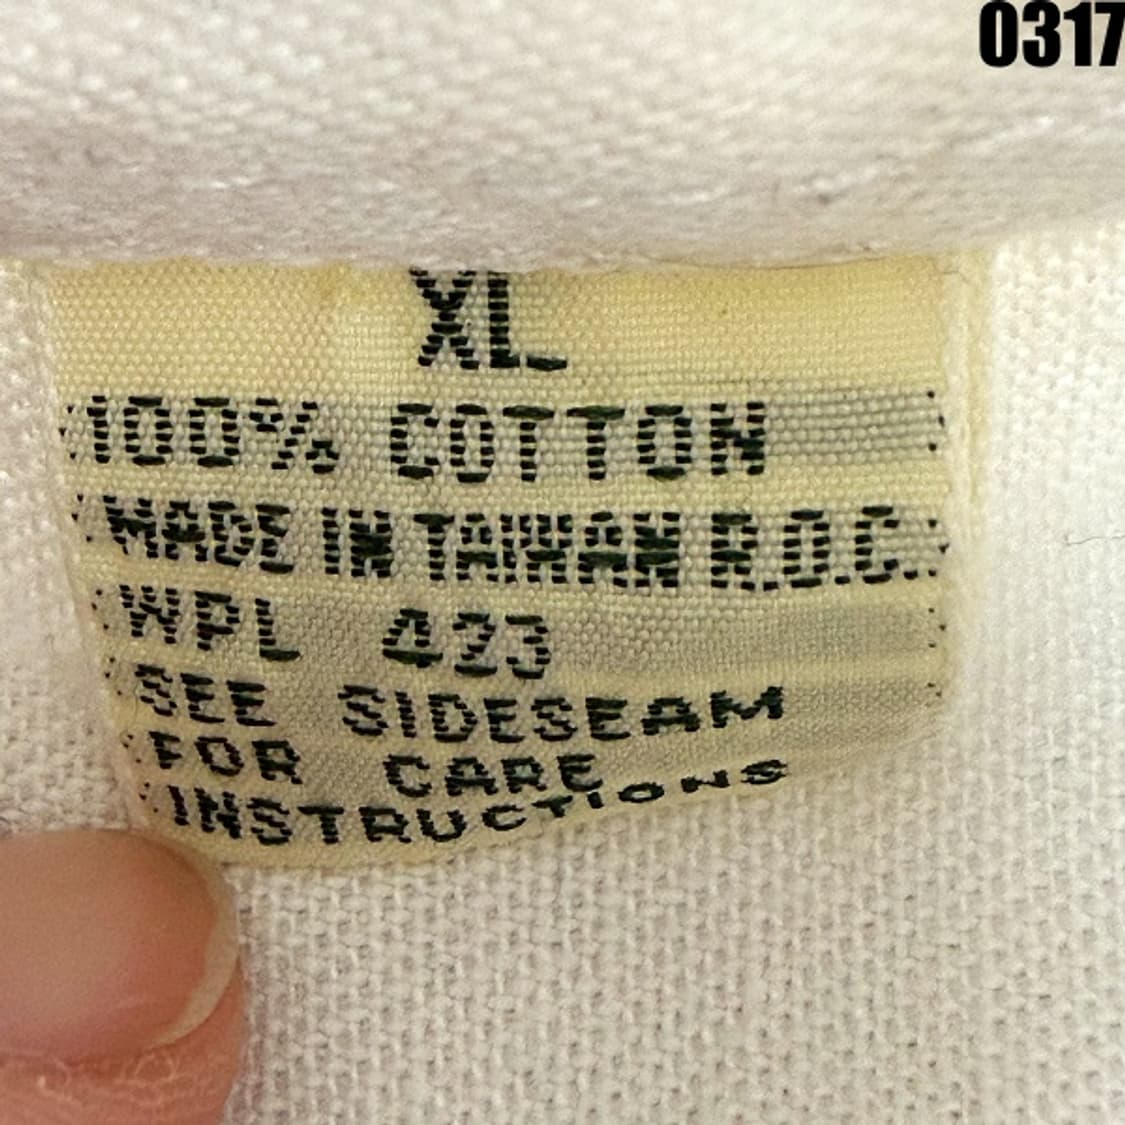 0317
XL
100% COTTON
MADE IN TAIWAN R.O.C.
WPL 423
SEE SIDESEAM
FOR CARE
INSTRUCTIONS